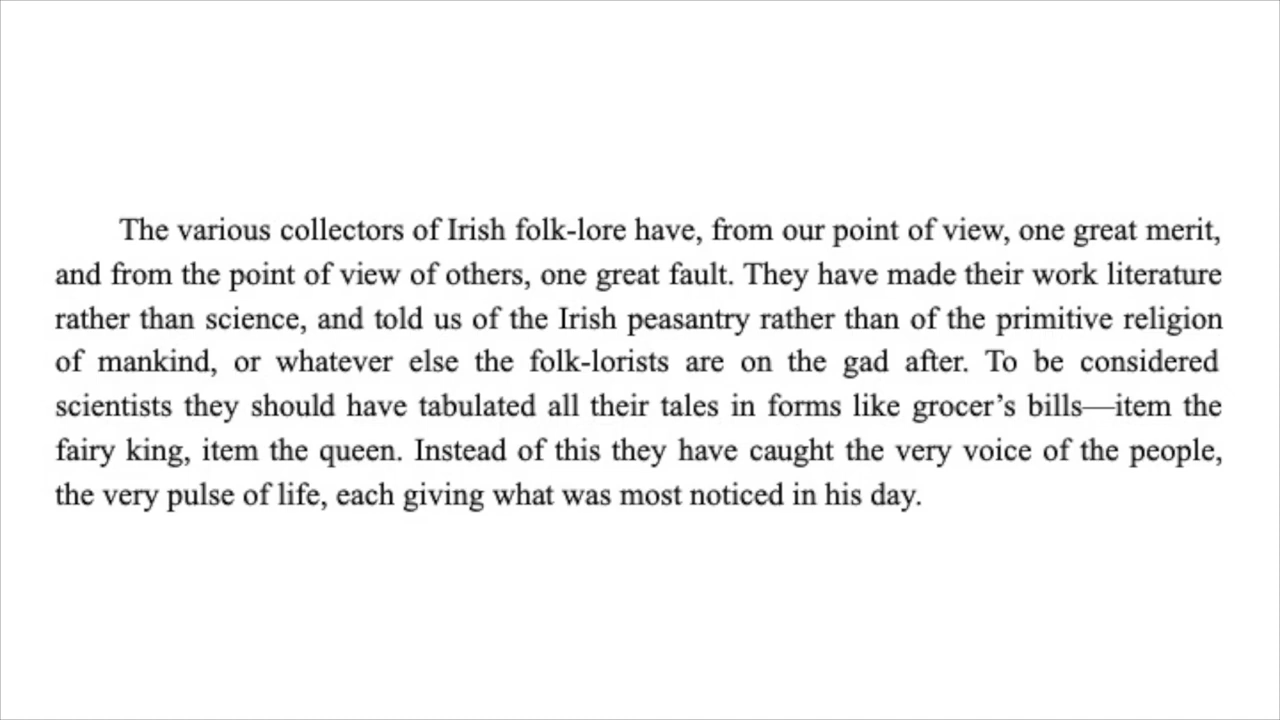 The various collectors of Irish folk-lore have, from our point of view, one great merit,
and from the point of view of others, one great fault. They have made their work literature
rather than science, and told us of the Irish peasantry rather than of the primitive religion
of mankind, or whatever else the folk-lorists are on the gad after. To be considered
scientists they should have tabulated all their tales in forms like grocer’s bills—item the
fairy king, item the queen. Instead of this they have caught the very voice of the people,
the very pulse of life, each giving what was most noticed in his day.